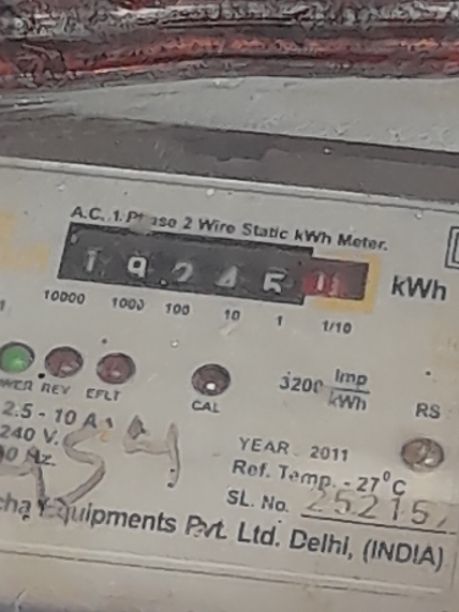 A.C. 1 Phase 2 Wire Static kWh Meter.
1 9 2 4 5
kWh
10000 1000 100 10 1 1/10
3200 Imp/kWh
REV EFLT
CAL
RS
2.5 - 10 A
240 V.
YEAR 2011
Ref. Temp. - 27°C
SL. No. 252157
Equipments Pvt. Ltd. Delhi, (INDIA)